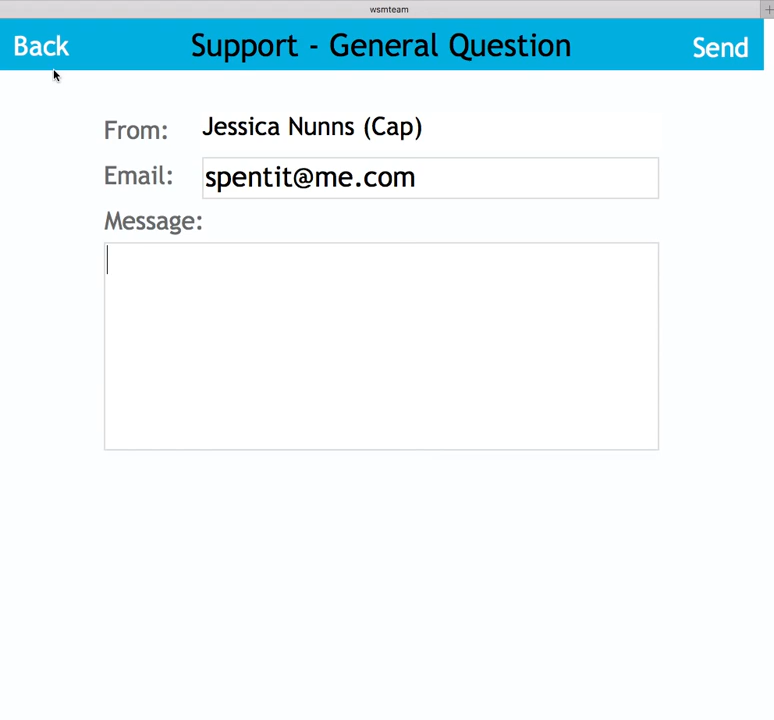 wsmteam
Back Support - General Question Send
From: Jessica Nunns (Cap)
Email: spentit@me.com
Message: